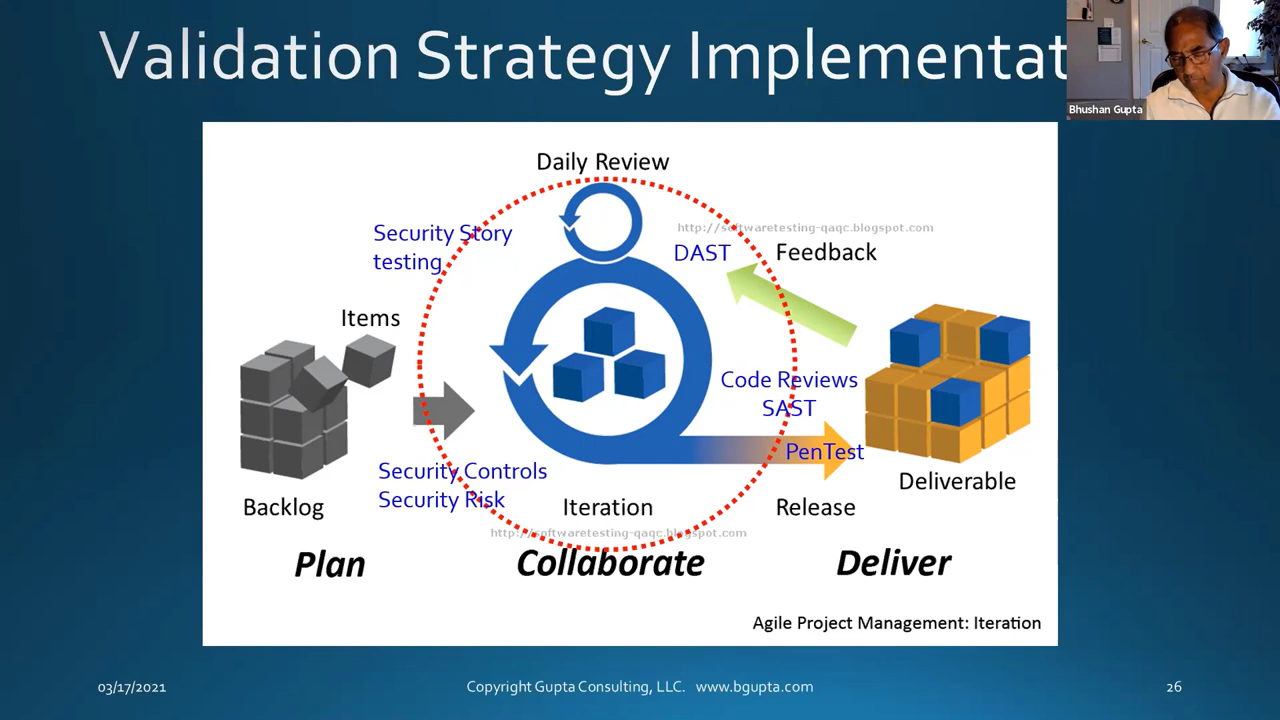 Validation Strategy Implementat
Bhushan Gupta
Daily Review
http://softwaretesting-qaqc.blogspot.com
Security Story
testing
DAST
Feedback
Items
Code Reviews
SAST
PenTest
Security Controls
Security Risk
Deliverable
Backlog
Iteration
Release
http://softwaretesting-qaqc.blogspot.com
Plan
Collaborate
Deliver
Agile Project Management: Iteration
03/17/2021
Copyright Gupta Consulting, LLC. www.bgupta.com
26